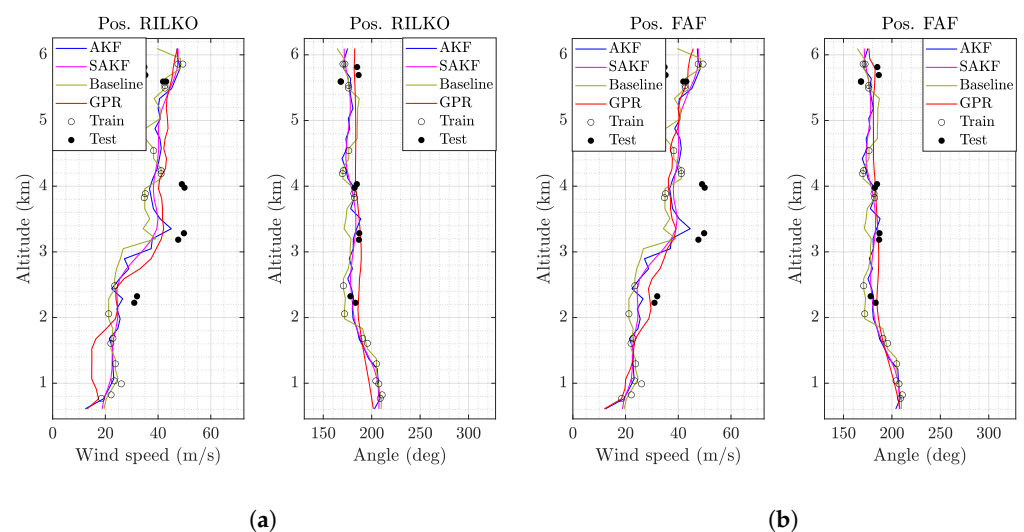 Pos. RILKO
AKF
SAKF
Baseline
GPR
Train
Test
6
5
4
3
2
1
Altitude (km)
0 20 40 60
Wind speed (m/s)
Pos. RILKO
AKF
SAKF
Baseline
GPR
Train
Test
6
5
4
3
2
1
Altitude (km)
150 200 250 300
Angle (deg)
(a)
Pos. FAF
AKF
SAKF
Baseline
GPR
Train
Test
6
5
4
3
2
1
Altitude (km)
0 20 40 60
Wind speed (m/s)
Pos. FAF
AKF
SAKF
Baseline
GPR
Train
Test
6
5
4
3
2
1
Altitude (km)
150 200 250 300
Angle (deg)
(b)